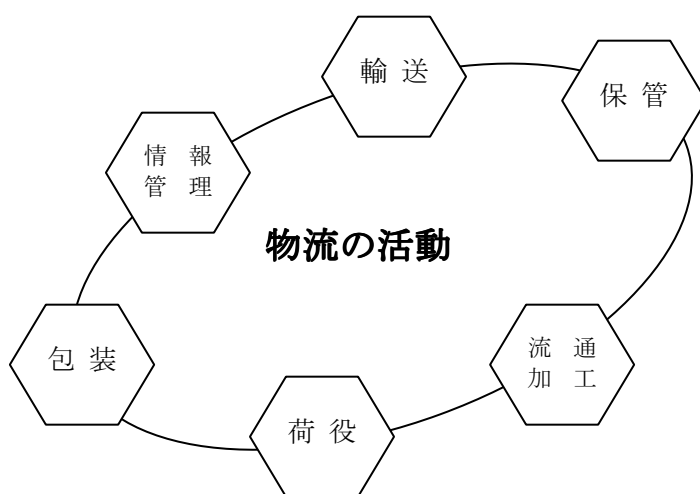 輸送
保管
情報
管理
物流の活動
包装
流通
加工
荷役